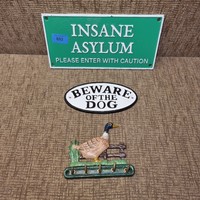 INSANE
ASYLUM
PLEASE ENTER WITH CAUTION
BEWARE
OF THE
DOG